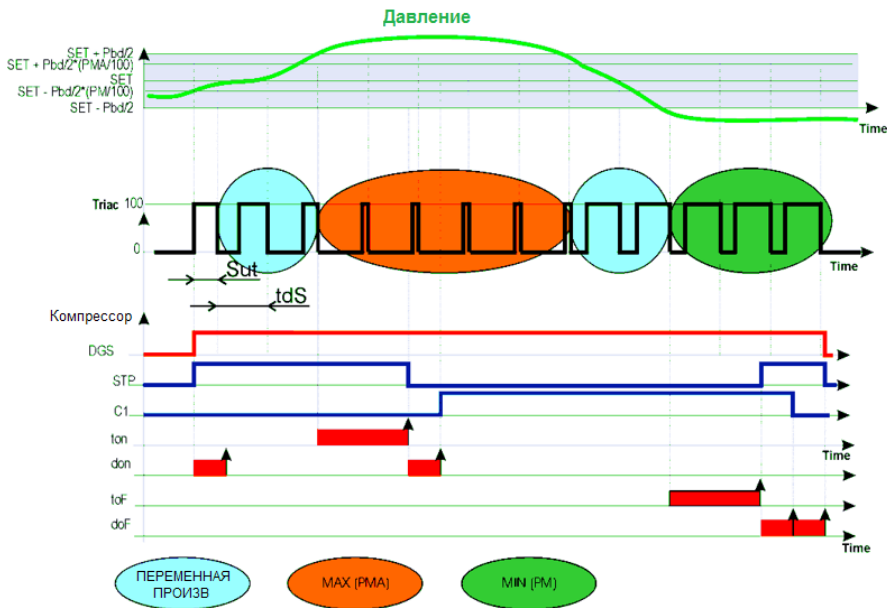 Давление
SET + Pbd/2
SET + Pbd/2*(PMA/100)
SET
SET - Pbd/2*(PM/100)
SET - Pbd/2
Time
Triac 100
0
Time
Sut
tdS
Компрессор
DGS
STP
C1
ton
Time
don
toF
doF
Time
ПЕРЕМЕННАЯ
ПРОИЗВ
MAX (PMA)
MIN (PM)